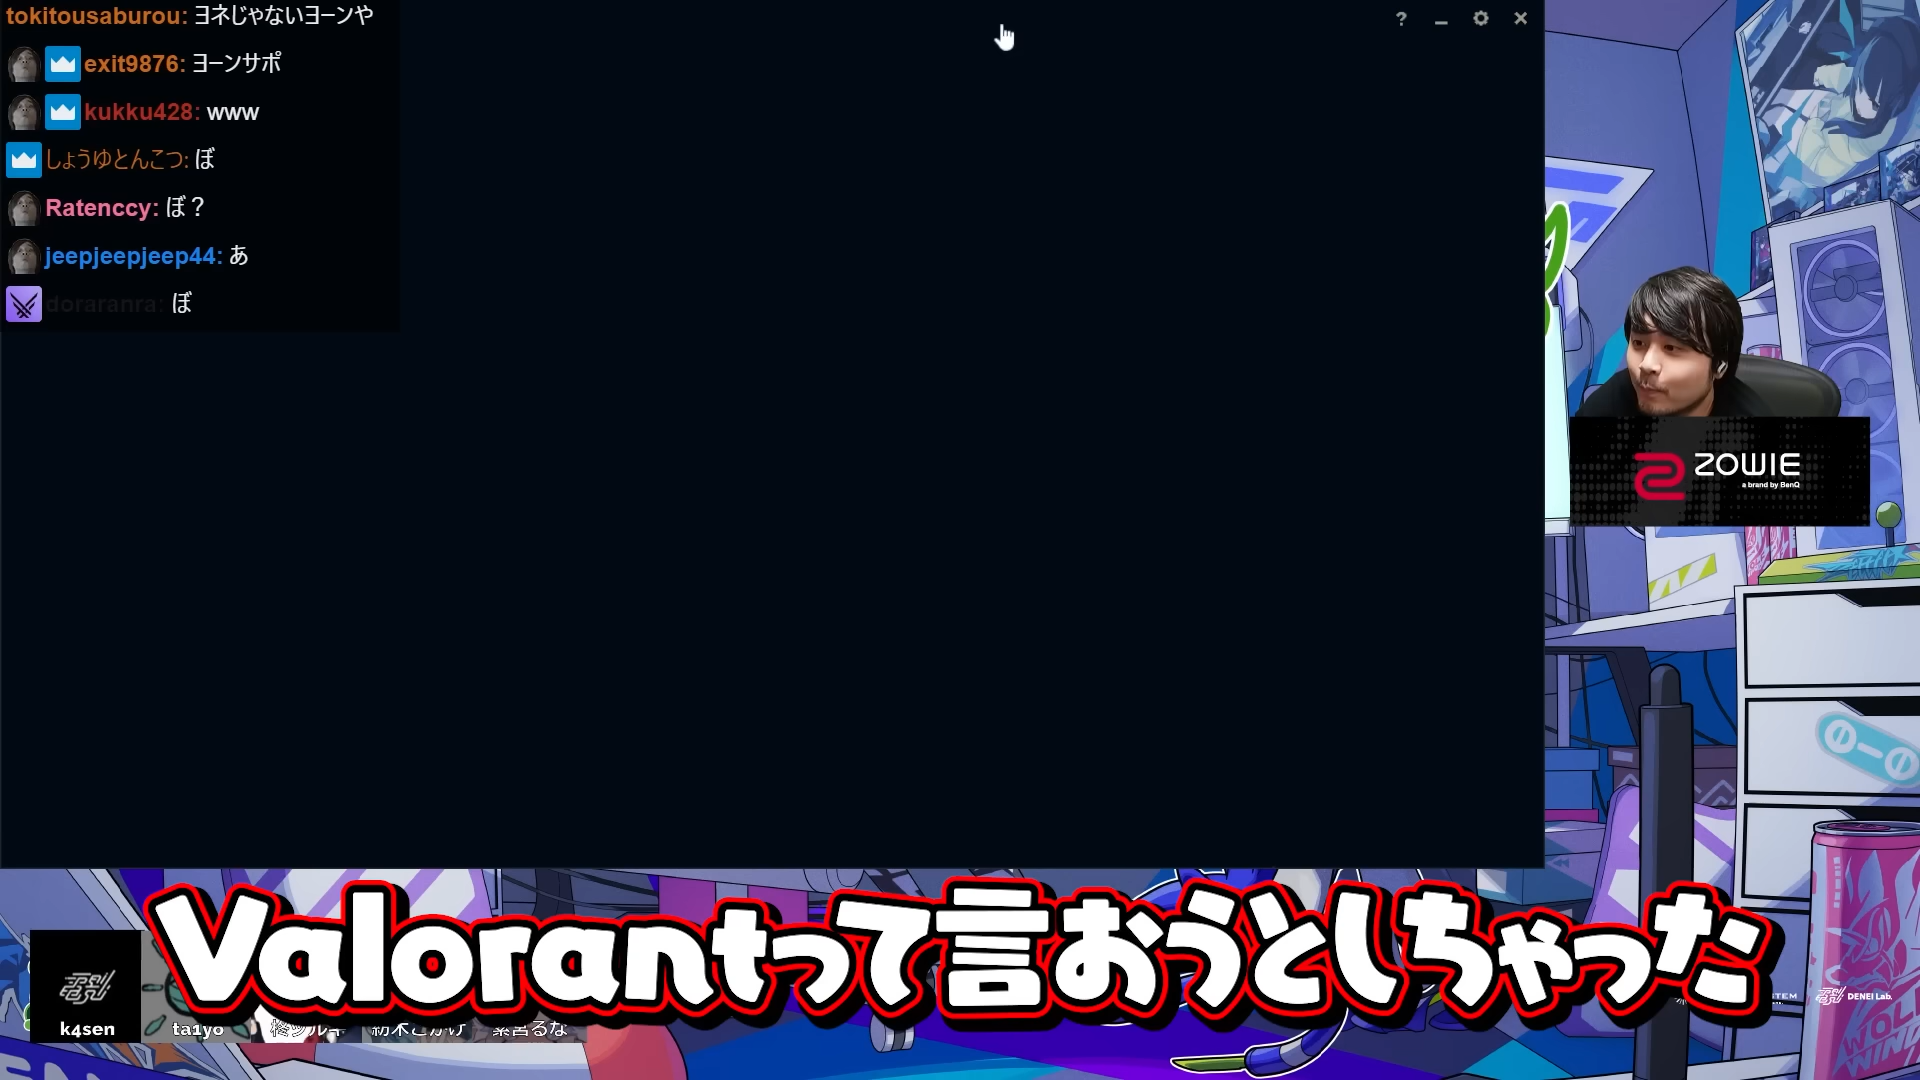 tokitousaburou: ヨネじゃないヨーンや
exit9876: ヨーンサポ
kukku428: www
しょうゆとんこつ: ぼ
Ratenccy: ぼ？
jeepjeepjeep44: あ
doraranra: ぼ
ZOWIE
a brand by BenQ
Valorantって言おうとしちゃった
k4sen
ta1yo
DENEI Lab.